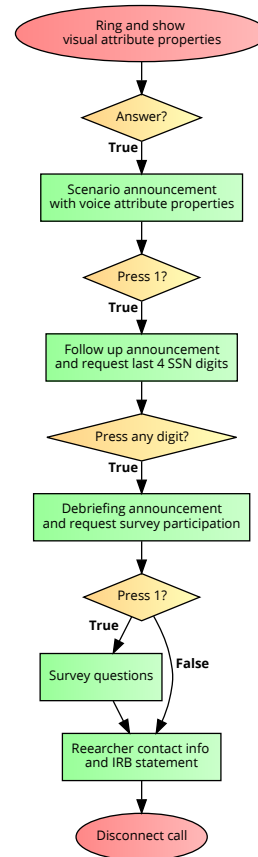 Ring and show
visual attribute properties
Answer?
True
Scenario announcement
with voice attribute properties
Press 1?
True
Follow up announcement
and request last 4 SSN digits
Press any digit?
True
Debriefing announcement
and request survey participation
Press 1?
True
False
Survey questions
Reearcher contact info
and IRB statement
Disconnect call